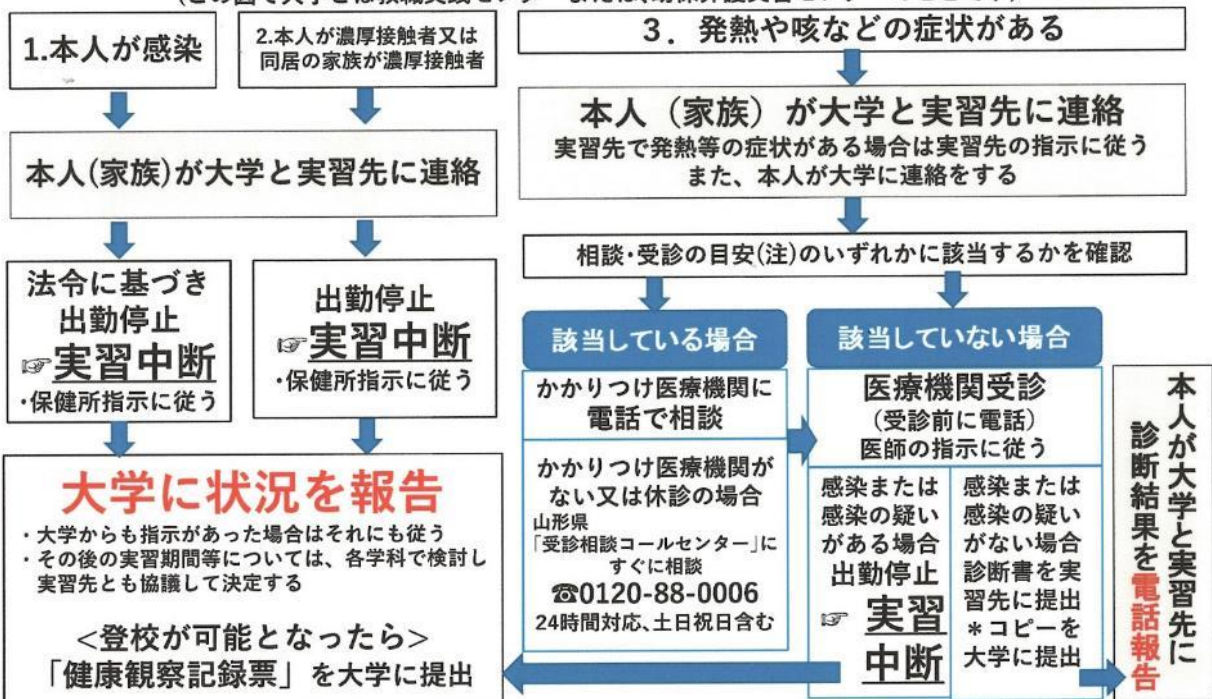 1.本人が感染
2.本人が濃厚接触者又は
同居の家族が濃厚接触者
本人(家族)が大学と実習先に連絡
法令に基づき
出勤停止
☞実習中断
・保健所指示に従う
出勤停止
☞実習中断
・保健所指示に従う
大学に状況を報告
・大学からも指示があった場合はそれにも従う
・その後の実習期間等については、各学科で検討し
実習先とも協議して決定する
<登校が可能となったら>
「健康観察記録票」を大学に提出
3．発熱や咳などの症状がある
本人（家族）が大学と実習先に連絡
実習先で発熱等の症状がある場合は実習先の指示に従う
また、本人が大学に連絡をする
相談・受診の目安(注)のいずれかに該当するかを確認
該当している場合
かかりつけ医療機関に
電話で相談
かかりつけ医療機関が
ない又は休診の場合
山形県
「受診相談コールセンター」に
すぐに相談
☎0120-88-0006
24時間対応、土日祝日含む
該当していない場合
医療機関受診
(受診前に電話)
医師の指示に従う
感染または
感染の疑い
がある場合
出勤停止
☞ 実習
中断
感染または
感染の疑い
がない場合
診断書を実
習先に提出
＊コピーを
大学に提出
本人が大学と実習先に
診断結果を電話報告